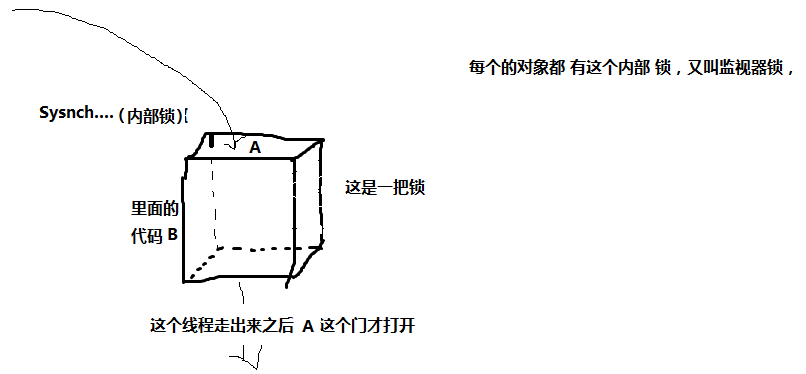 每个的对象都 有这个内部 锁，又叫监视器锁，
Sysnch....（内部锁）{
A
这是一把锁
里面的
代码 B
这个线程走出来之后 A 这个门才打开